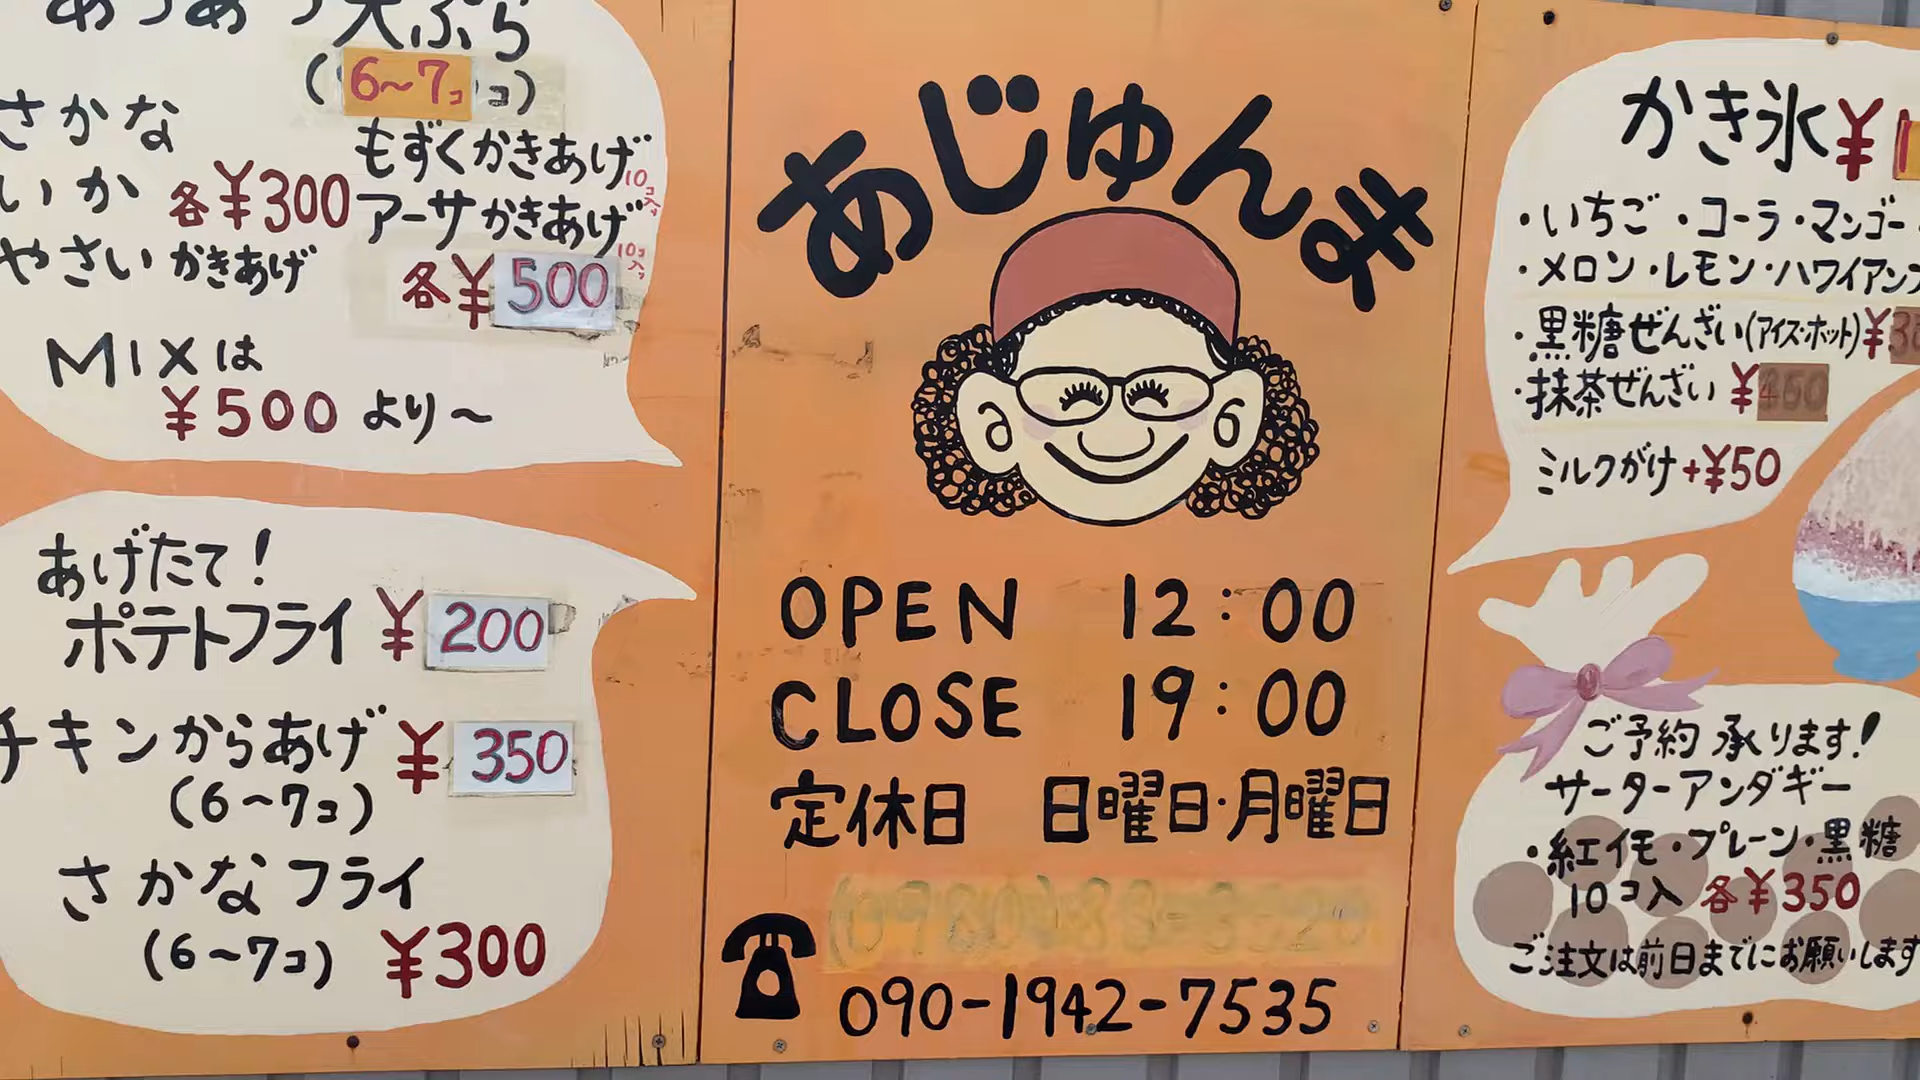 あつあつ天ぷら
(6〜7コ)
さかな
いか 各¥300
やさいかきあげ
もずくかきあげ 10コ入り
アーサかきあげ 10コ入り
各¥500
MIXは
¥500より〜
あげたて!
ポテトフライ ¥200
チキンからあげ ¥350
(6〜7コ)
さかなフライ
(6〜7コ) ¥300
あじゅんま
OPEN 12:00
CLOSE 19:00
定休日 日曜日・月曜日
090-1942-7535
かき氷¥
・いちご・コーラ・マンゴー
・メロン・レモン・ハワイアン
・黒糖ぜんざい(アイス・ホット)¥
・抹茶ぜんざい ¥
ミルクがけ+¥50
ご予約承ります!
サーターアンダギー
・紅イモ・プレーン・黒糖
10コ入 各¥350
ご注文は前日までにお願いします